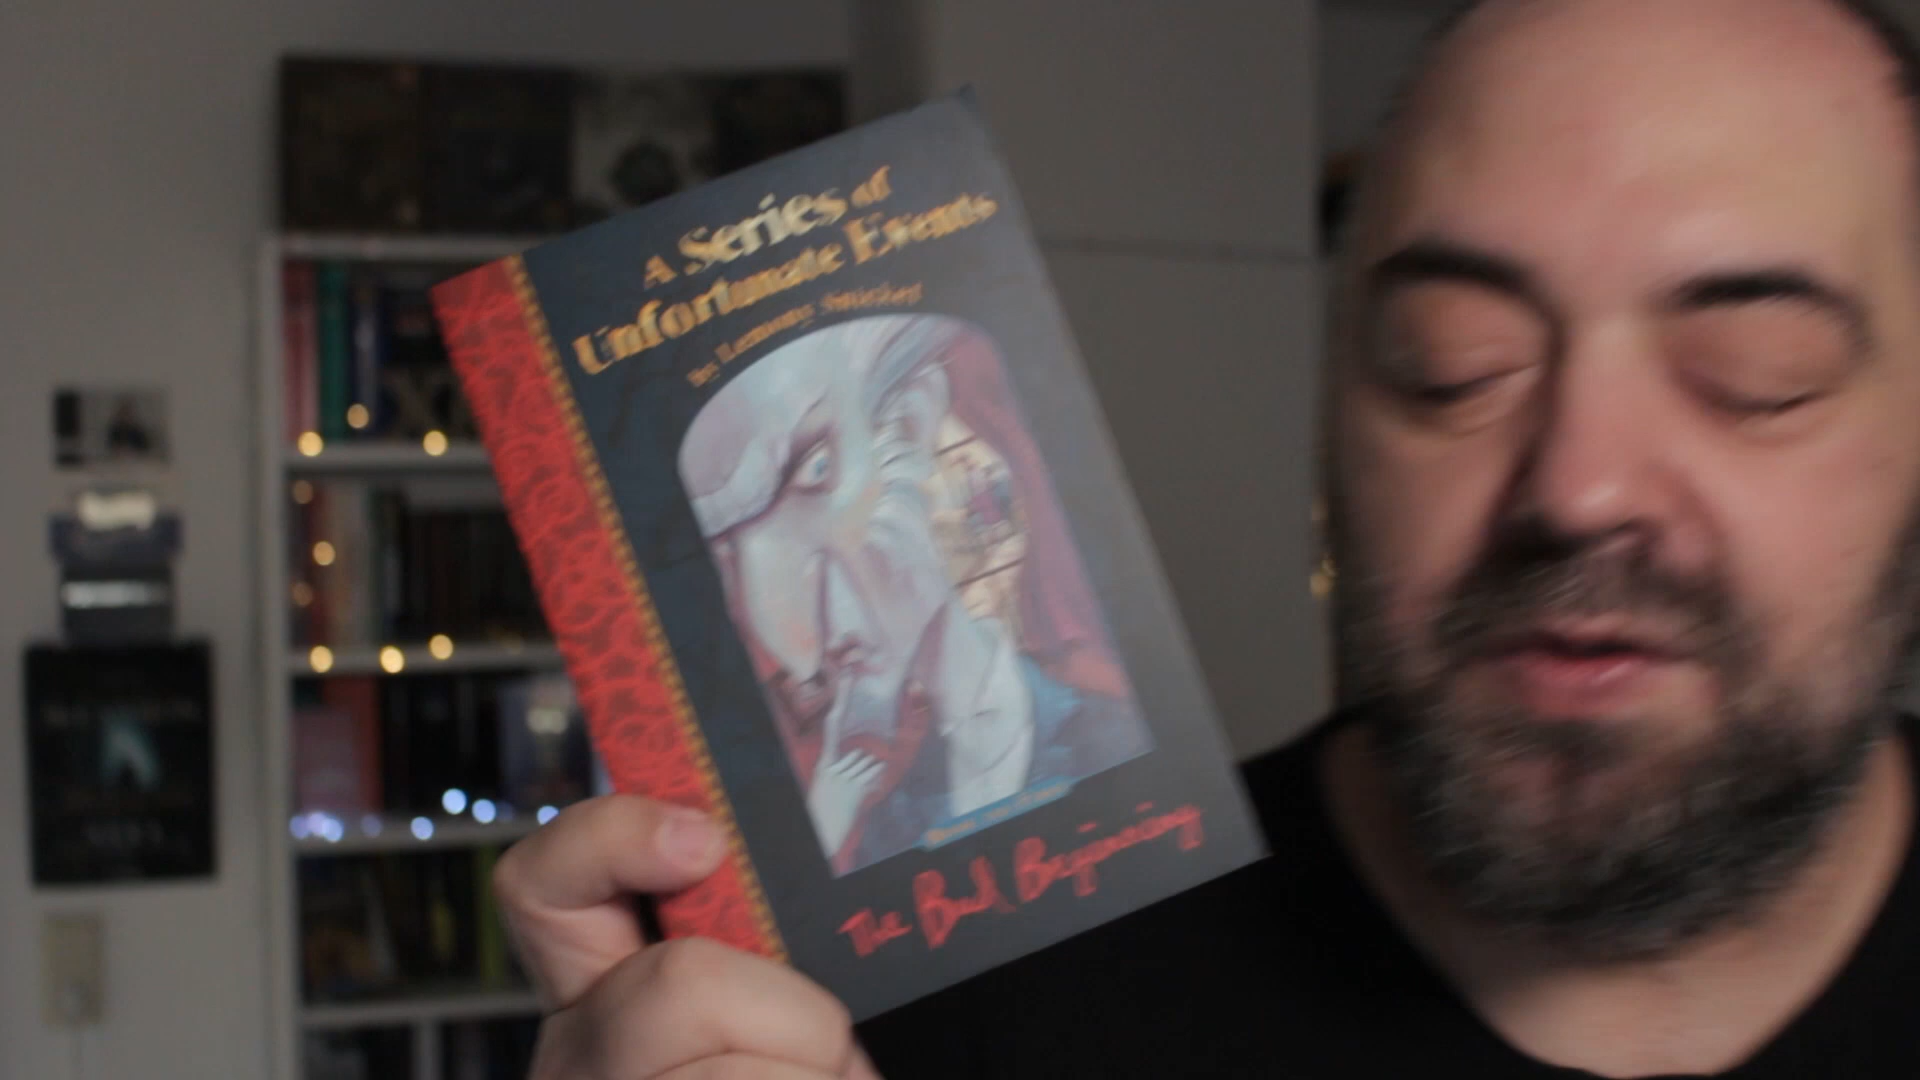 A Series of
Unfortunate Events
by Lemony Snicket
The Bad Beginning